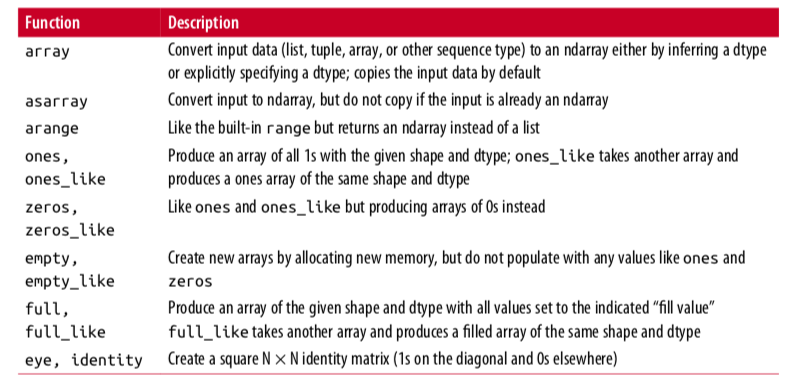 Function Description
array Convert input data (list, tuple, array, or other sequence type) to an ndarray either by inferring a dtype
or explicitly specifying a dtype; copies the input data by default
asarray Convert input to ndarray, but do not copy if the input is already an ndarray
arange Like the built-in range but returns an ndarray instead of a list
ones, Produce an array of all 1s with the given shape and dtype; ones_like takes another array and
ones_like produces a ones array of the same shape and dtype
zeros, Like ones and ones_like but producing arrays of 0s instead
zeros_like
empty, Create new arrays by allocating new memory, but do not populate with any values like ones and
empty_like zeros
full, Produce an array of the given shape and dtype with all values set to the indicated “fill value”
full_like full_like takes another array and produces a filled array of the same shape and dtype
eye, identity Create a square N × N identity matrix (1s on the diagonal and 0s elsewhere)